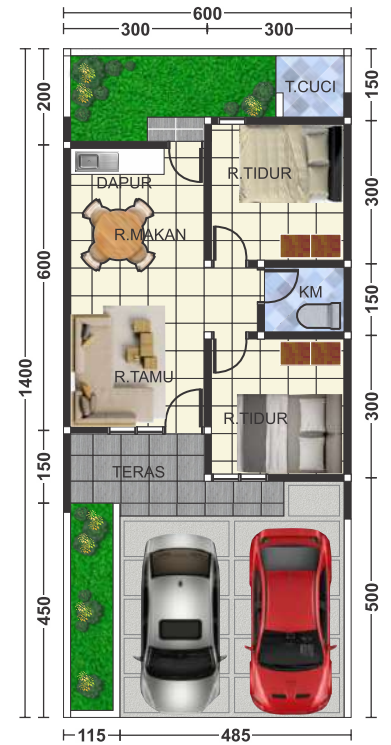 600
300 300
T.CUCI
200
150
R.TIDUR
DAPUR
R.MAKAN
300
600
KM
150
1400
R.TAMU
R.TIDUR
300
TERAS
150
450
500
115 485